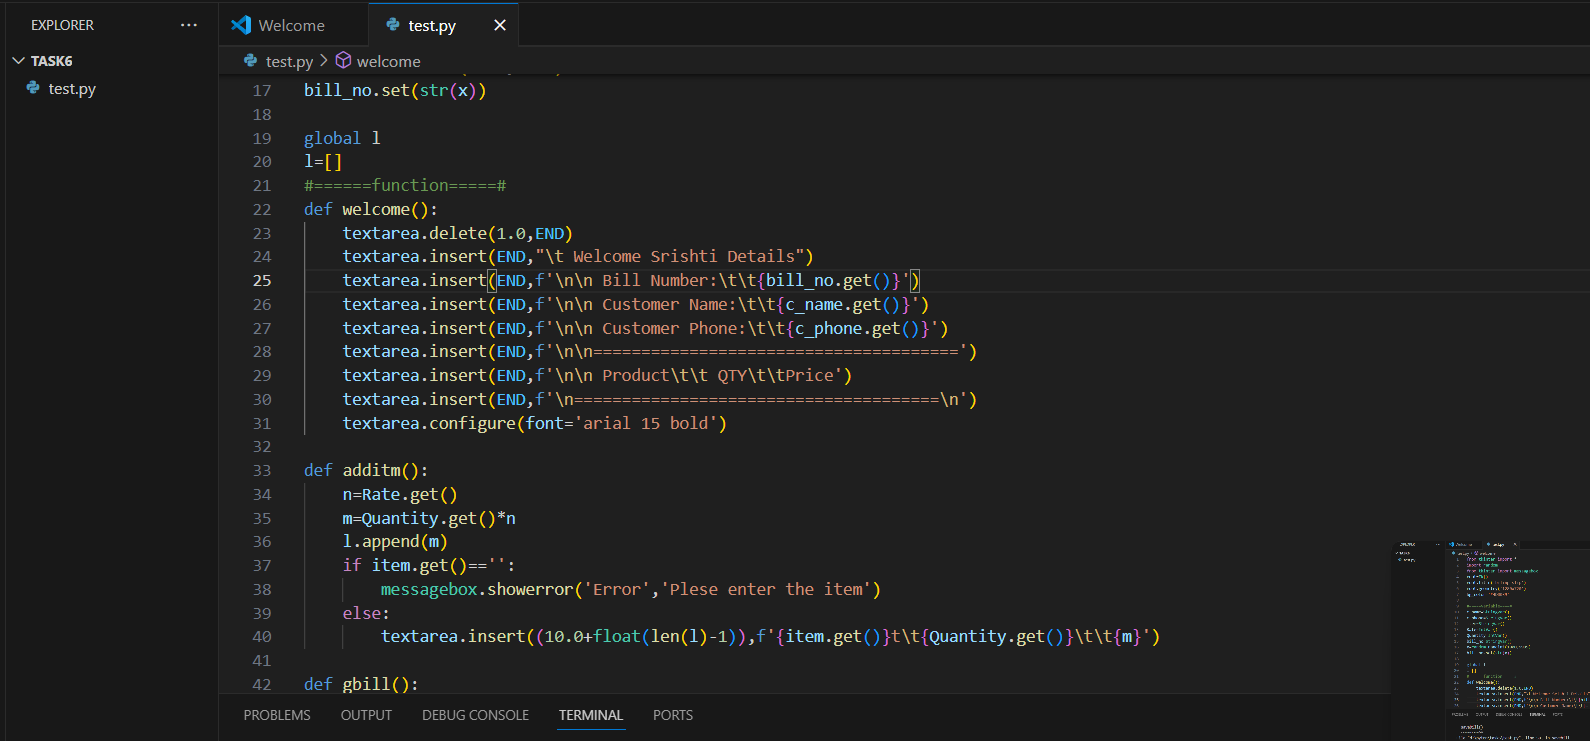 EXPLORER ···
Welcome
test.py
TASK6
test.py
test.py > welcome
17 bill_no.set(str(x))
18
19 global l
20 l=[]
21 #======function=====#
22 def welcome():
23 textarea.delete(1.0,END)
24 textarea.insert(END,"\t Welcome Srishti Details")
25 textarea.insert(END,f'\n\n Bill Number:\t\t{bill_no.get()}')
26 textarea.insert(END,f'\n\n Customer Name:\t\t{c_name.get()}')
27 textarea.insert(END,f'\n\n Customer Phone:\t\t{c_phone.get()}')
28 textarea.insert(END,f'\n\n======================================')
29 textarea.insert(END,f'\n\n Product\t\t QTY\t\tPrice')
30 textarea.insert(END,f'\n======================================\n')
31 textarea.configure(font='arial 15 bold')
32
33 def additm():
34 n=Rate.get()
35 m=Quantity.get()*n
36 l.append(m)
37 if item.get()=='':
38 messagebox.showerror('Error','Plese enter the item')
39 else:
40 textarea.insert((10.0+float(len(l)-1)),f'{item.get()}t\t{Quantity.get()}\t\t{m}')
41
42 def gbill():
PROBLEMS OUTPUT DEBUG CONSOLE TERMINAL PORTS